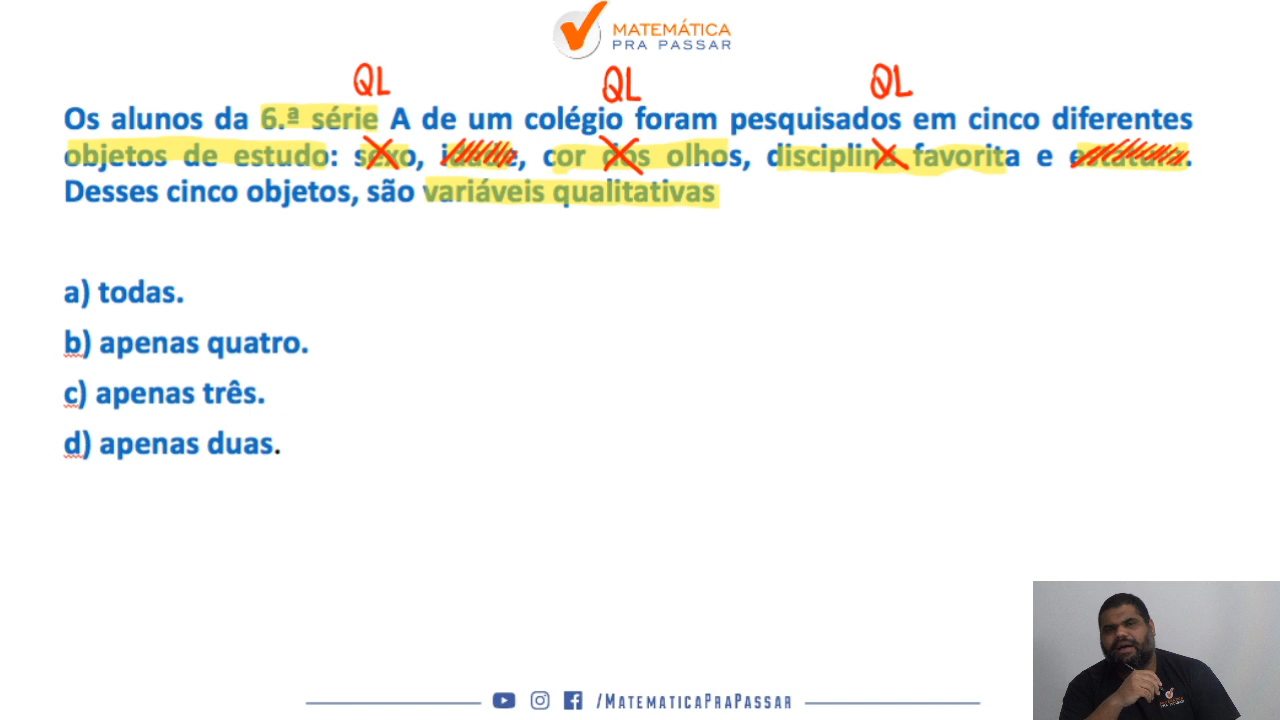 MATEMÁTICA
PRA PASSAR
QL QL QL
Os alunos da 6.ª série A de um colégio foram pesquisados em cinco diferentes
objetos de estudo: sexo, cor dos olhos, disciplina favorita e
Desses cinco objetos, são variáveis qualitativas
a) todas.
b) apenas quatro.
c) apenas três.
d) apenas duas.
/MATEMATICAPRAPASSAR